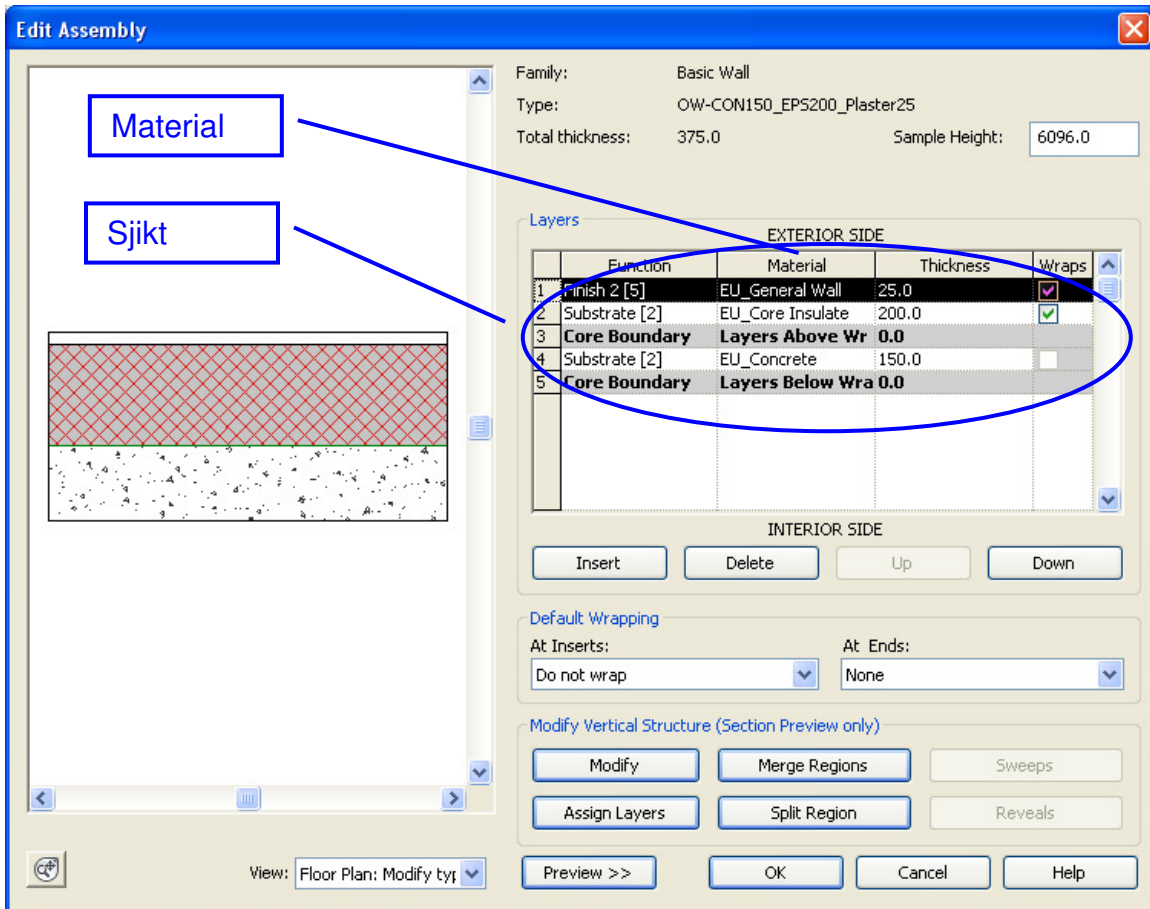 Edit Assembly
Material
Sjikt
Family: Basic Wall
Type: OW-CON150_EPS200_Plaster25
Total thickness: 375.0 Sample Height: 6096.0
Layers
EXTERIOR SIDE
Function Material Thickness Wraps
1 Finish 2 [5] EU_General Wall 25.0
2 Substrate [2] EU_Core Insulate 200.0
3 Core Boundary Layers Above Wr 0.0
4 Substrate [2] EU_Concrete 150.0
5 Core Boundary Layers Below Wra 0.0
INTERIOR SIDE
Insert Delete Up Down
Default Wrapping
At Inserts: At Ends:
Do not wrap None
Modify Vertical Structure (Section Preview only)
Modify Merge Regions Sweeps
Assign Layers Split Region Reveals
View: Floor Plan: Modify typ Preview >> OK Cancel Help